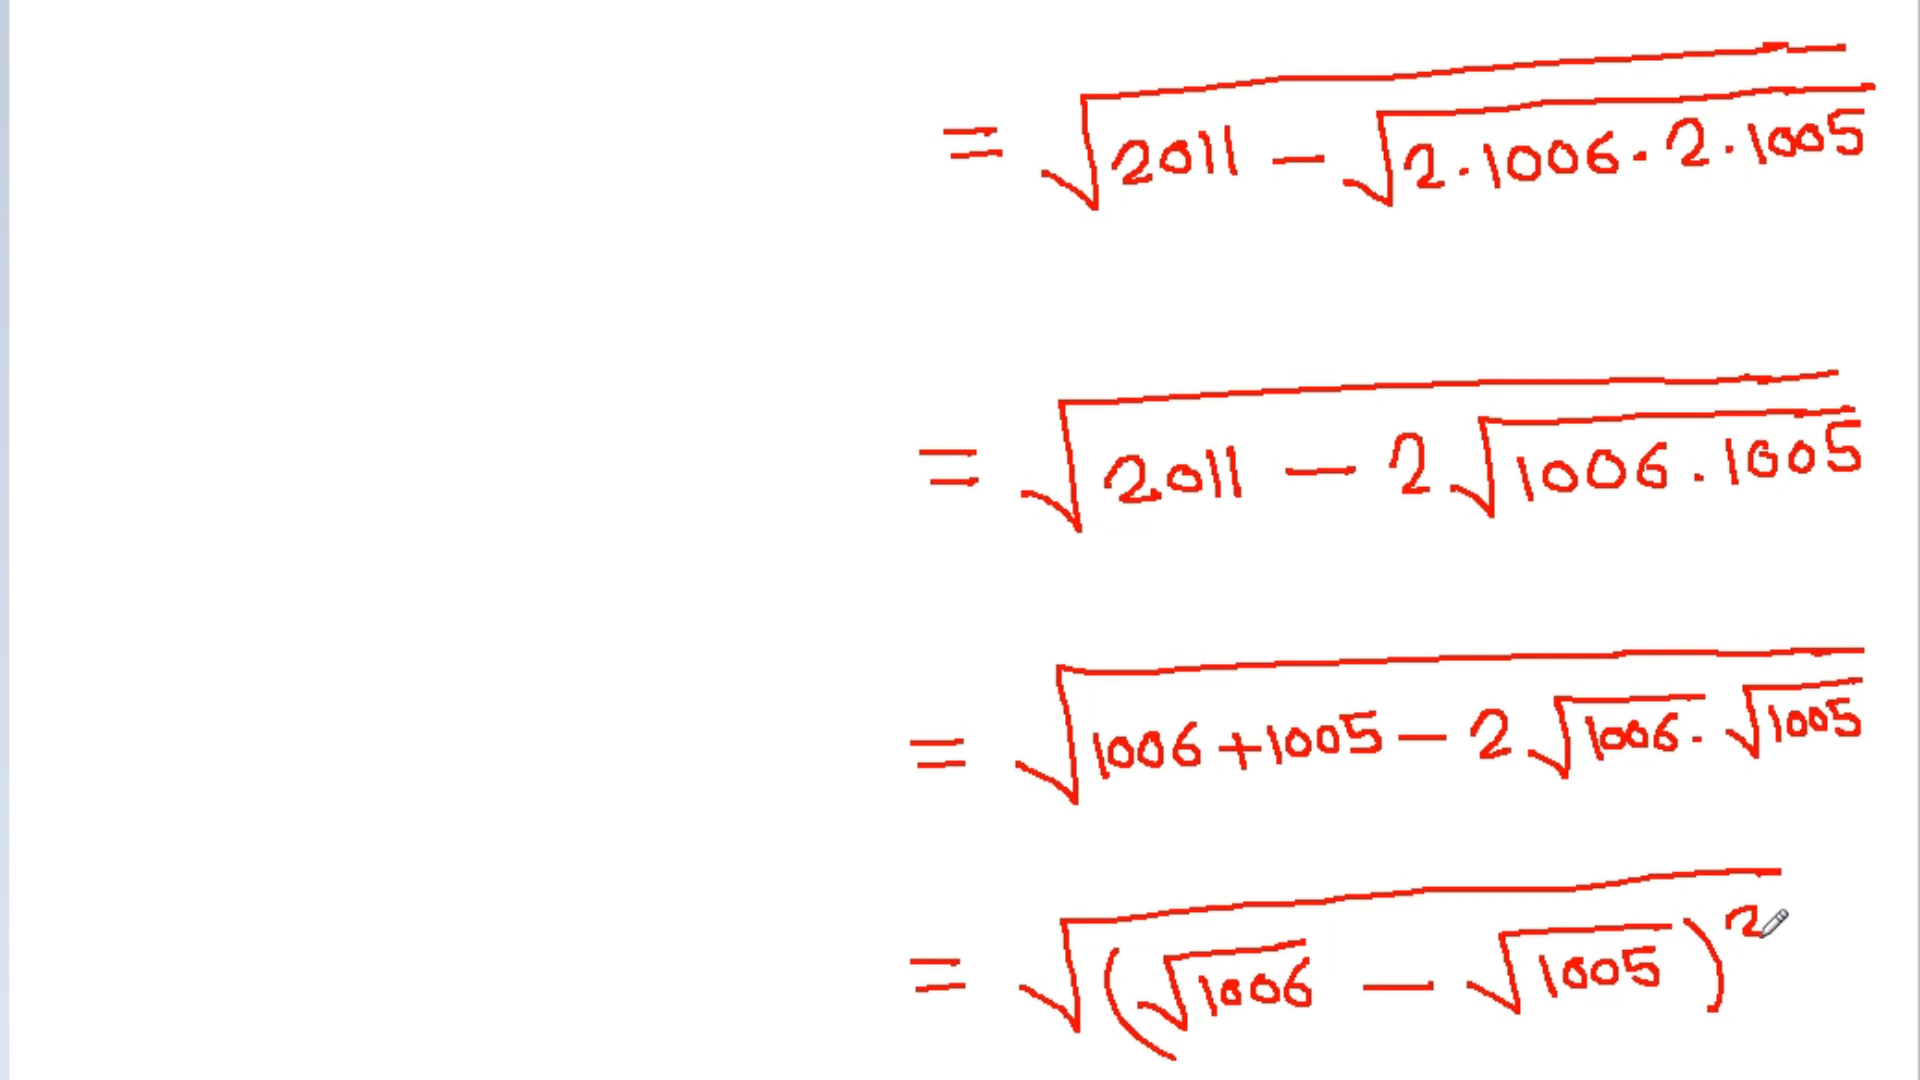 = √(2011 − √(2·1006·2·1005))
= √(2011 − 2√(1006·1005))
= √(1006+1005−2√1006·√1005)
= √((√1006 − √1005)²)